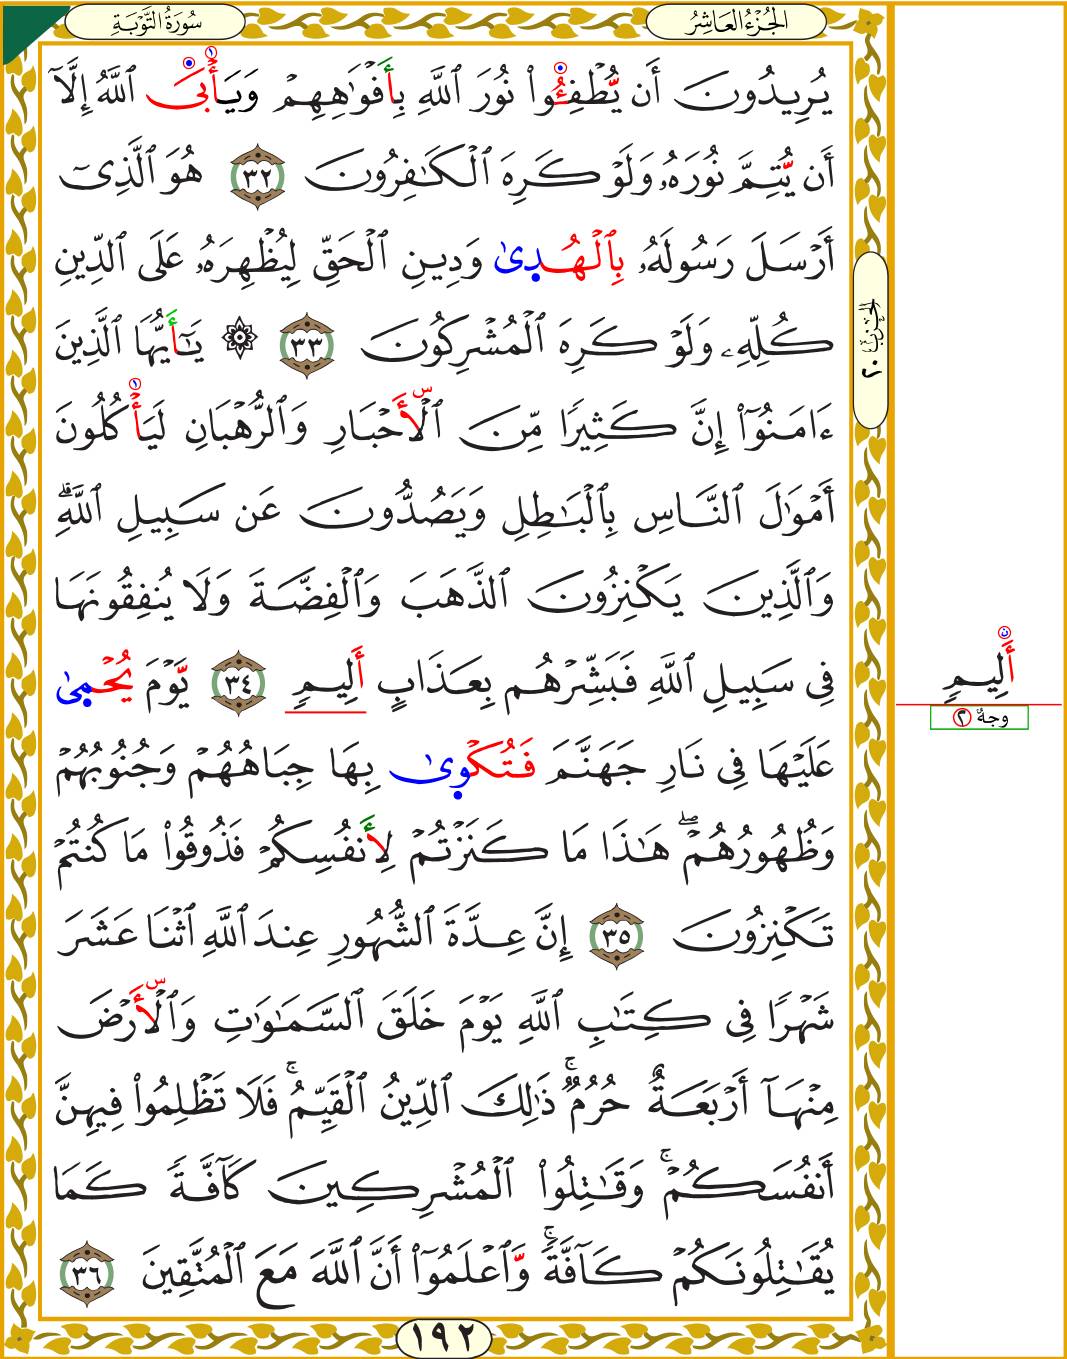 سُورَةُ التَّوْبَةِ
الجُزْءُ العَاشِرُ
يُرِيدُونَ أَن يُّطْفِـُٔوا۟ نُورَ ٱللَّهِ بِأَفْوَٰهِهِمْ وَيَأْبَى ٱللَّهُ إِلَّآ
أَن يُّتِمَّ نُورَهُۥ وَلَوْ كَرِهَ ٱلْكَٰفِرُونَ ٣٢ هُوَ ٱلَّذِىٓ
أَرْسَلَ رَسُولَهُۥ بِٱلْهُدىٰ وَدِينِ ٱلْحَقِّ لِيُظْهِرَهُۥ عَلَى ٱلدِّينِ
كُلِّهِۦ وَلَوْ كَرِهَ ٱلْمُشْرِكُونَ ٣٣ ۞ يَٰٓأَيُّهَا ٱلَّذِينَ
ءَامَنُوٓا۟ إِنَّ كَثِيرًا مِّنَ ٱلْأَحْبَارِ وَٱلرُّهْبَانِ لَيَأْكُلُونَ
أَمْوَٰلَ ٱلنَّاسِ بِٱلْبَٰطِلِ وَيَصُدُّونَ عَن سَبِيلِ ٱللَّهِۗ
وَٱلَّذِينَ يَكْنِزُونَ ٱلذَّهَبَ وَٱلْفِضَّةَ وَلَا يُنفِقُونَهَا
فِى سَبِيلِ ٱللَّهِ فَبَشِّرْهُم بِعَذَابٍ أَلِيمٍ ٣٤ يَّوْمَ يُحْمىٰ
عَلَيْهَا فِى نَارِ جَهَنَّمَ فَتُكْوىٰ بِهَا جِبَاهُهُمْ وَجُنُوبُهُمْ
وَظُهُورُهُمْۖ هَٰذَا مَا كَنَزْتُمْ لِأَنفُسِكُمْ فَذُوقُوا۟ مَا كُنتُمْ
تَكْنِزُونَ ٣٥ إِنَّ عِدَّةَ ٱلشُّهُورِ عِندَ ٱللَّهِ ٱثْنَا عَشَرَ
شَهْرًا فِى كِتَٰبِ ٱللَّهِ يَوْمَ خَلَقَ ٱلسَّمَٰوَٰتِ وَٱلْأَرْضَ
مِنْهَآ أَرْبَعَةٌ حُرُمٌۚ ذَٰلِكَ ٱلدِّينُ ٱلْقَيِّمُۚ فَلَا تَظْلِمُوا۟ فِيهِنَّ
أَنفُسَكُمْۚ وَقَٰتِلُوا۟ ٱلْمُشْرِكِينَ كَآفَّةً كَمَا
يُقَٰتِلُونَكُمْ كَآفَّةًۚ وَّٱعْلَمُوٓا۟ أَنَّ ٱللَّهَ مَعَ ٱلْمُتَّقِينَ ٣٦
الحِزْبُ ٢٠
أَلِيمٍ
وجهٌ ٢
١٩٢